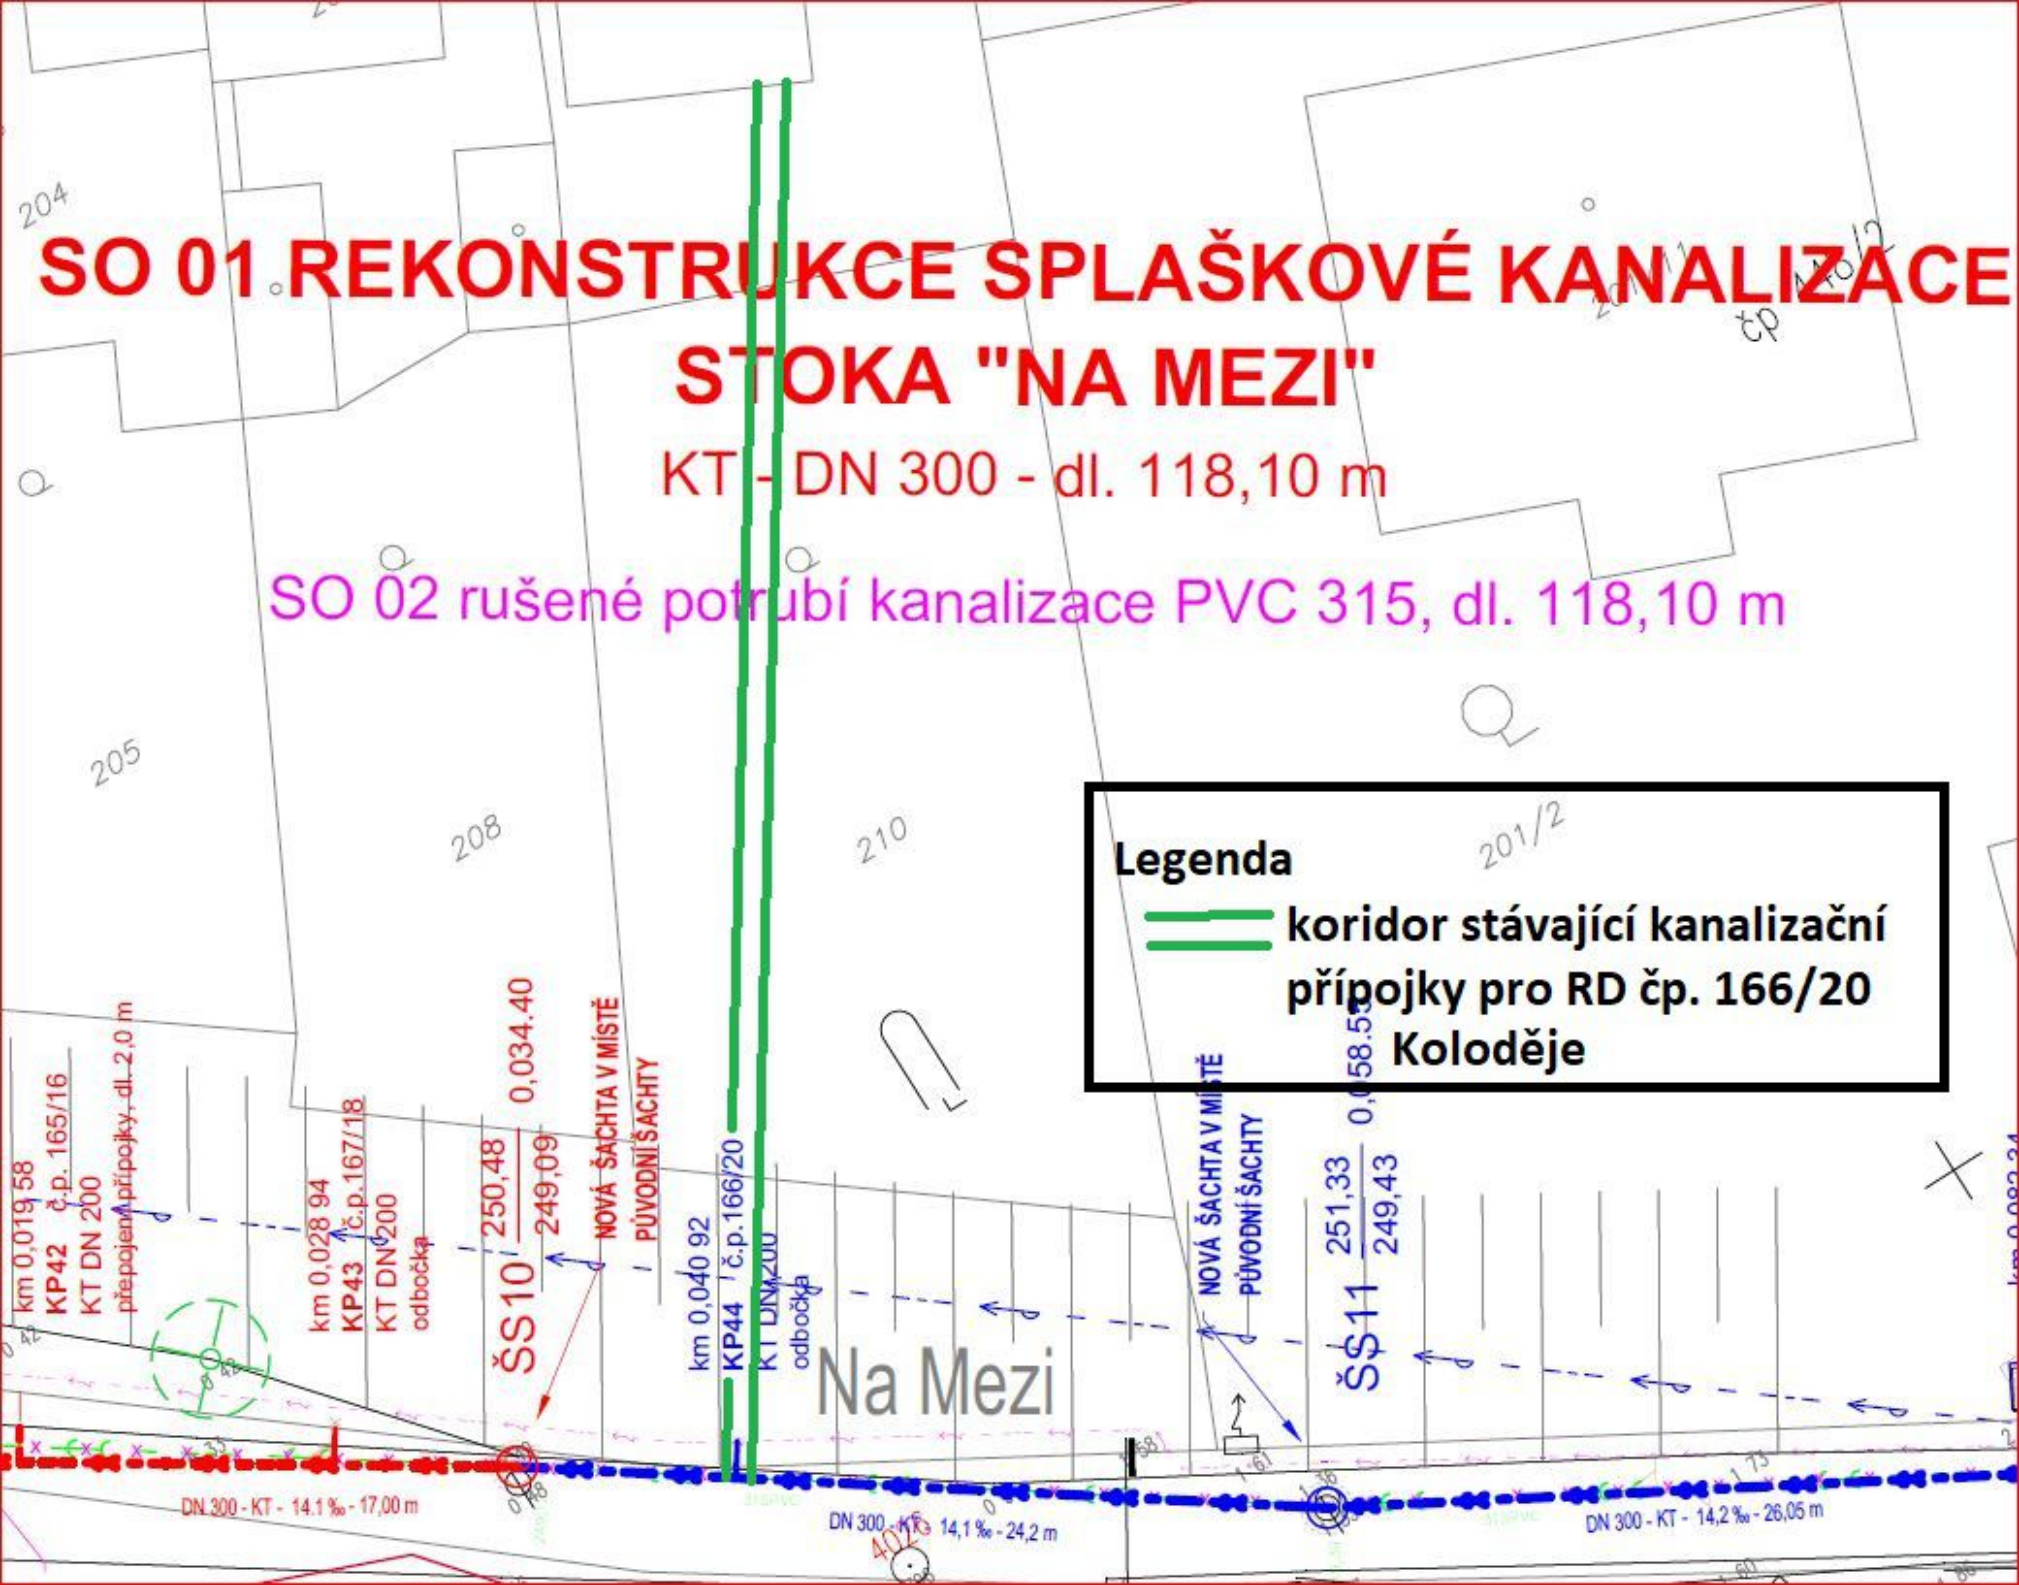 204
SO 01 REKONSTRUKCE SPLAŠKOVÉ KANALIZACE
STOKA "NA MEZI"
KT - DN 300 - dl. 118,10 m
SO 02 rušené potrubí kanalizace PVC 315, dl. 118,10 m
čp
205
208
210
201/2
Legenda
koridor stávající kanalizační
přípojky pro RD čp. 166/20
Koloděje
km 0,019 58
KP42 č.p. 165/16
KT DN 200
přepojení přípojky, dl. 2,0 m
km 0,028 94
KP43 č.p.167/18
KT DN 200
odbočka
ŠS10 250,48 0,034.40
249,09
NOVÁ ŠACHTA V MÍSTĚ
PŮVODNÍ ŠACHTY
km 0,040 92
KP44 č.p.166/20
KT DN 200
odbočka
NOVÁ ŠACHTA V MÍSTĚ
PŮVODNÍ ŠACHTY
ŠS11 251,33
249,43
Na Mezi
DN 300 - KT - 14.1 ‰ - 17,00 m
DN 300 - KT - 14,1 ‰ - 24,2 m
DN 300 - KT - 14,2 ‰ - 26,05 m